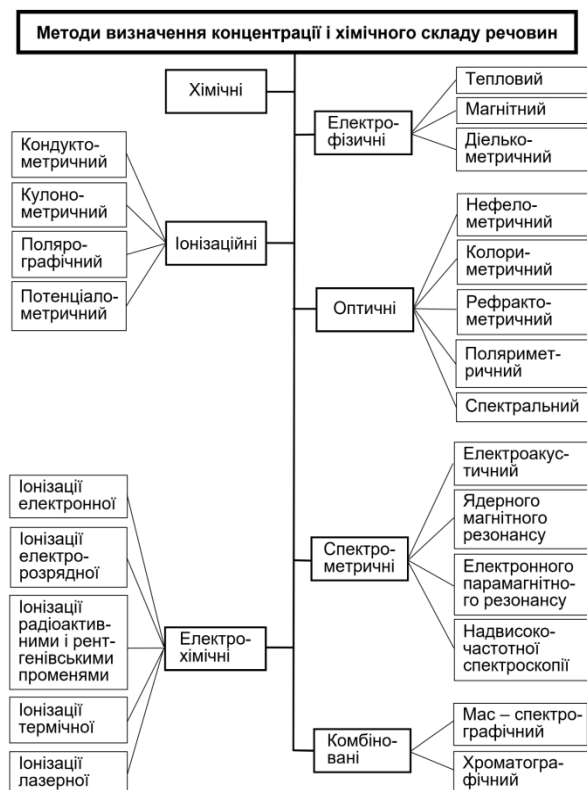 Методи визначення концентрації і хімічного складу речовин
Хімічні
Електро-
фізичні
Тепловий
Магнітний
Діелько-
метричний
Кондукто-
метричний
Кулоно-
метричний
Поляро-
графічний
Потенціало-
метричний
Іонізаційні
Оптичні
Нефело-
метричний
Колори-
метричний
Рефракто-
метричний
Поляримет-
ричний
Спектральний
Іонізації
електронної
Іонізації
електро-
розрядної
Іонізації
радіоактив-
ними і рент-
генівськими
променями
Іонізації
термічної
Іонізації
лазерної
Електро-
хімічні
Спектро-
метричні
Електроакус-
тичний
Ядерного
магнітного
резонансу
Електронного
парамагнітно-
го резонансу
Надвисоко-
частотної
спектроскопії
Комбіно-
вані
Мас – спектро-
графічний
Хроматогра-
фічний